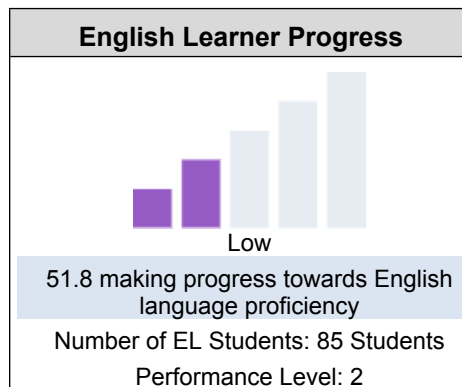 English Learner Progress
Low
51.8 making progress towards English
language proficiency
Number of EL Students: 85 Students
Performance Level: 2